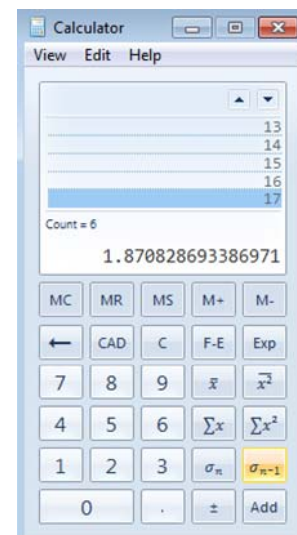 Calculator
View Edit Help
13
14
15
16
17
Count = 6
1.870828693386971
MC MR MS M+ M-
← CAD C F-E Exp
7 8 9 x̅ x̅²
4 5 6 ∑x ∑x²
1 2 3 σn σn-1
0 . ± Add